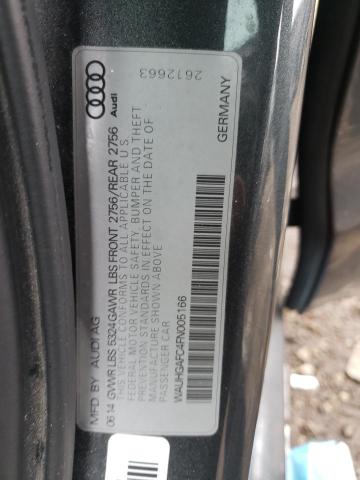 MFD BY AUDI AG
06 14 GVWR LBS 5324 GAWR LBS FRONT 2756/REAR 2756
THIS VEHICLE CONFORMS TO ALL APPLICABLE U S
FEDERAL MOTOR VEHICLE SAFETY, BUMPER AND THEFT
PREVENTION STANDARDS IN EFFECT ON THE DATE OF
MANUFACTURE SHOWN ABOVE
PASSENGER CAR
WAUHGAFC4FN005166
Audi
2612663
GERMANY